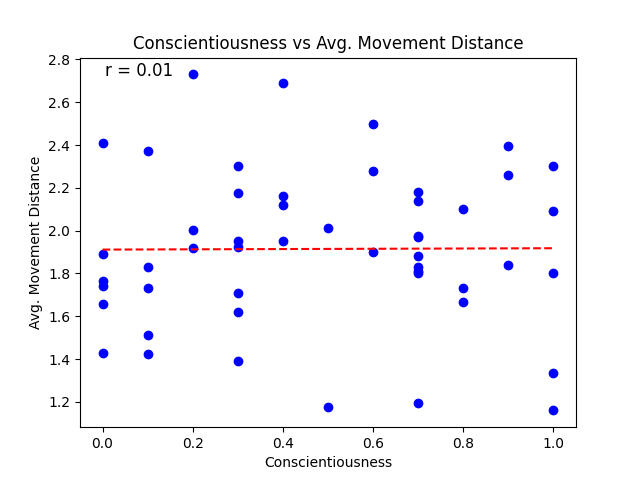 Conscientiousness vs Avg. Movement Distance
r = 0.01
2.8
2.6
2.4
2.2
2.0
1.8
1.6
1.4
1.2
Avg. Movement Distance
0.0 0.2 0.4 0.6 0.8 1.0
Conscientiousness